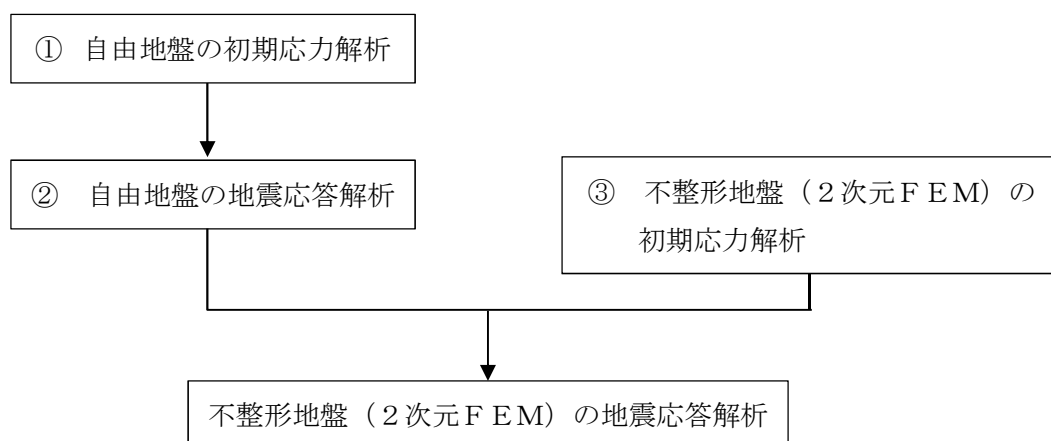 ① 自由地盤の初期応力解析
② 自由地盤の地震応答解析
③ 不整形地盤（２次元ＦＥＭ）の
初期応力解析
不整形地盤（２次元ＦＥＭ）の地震応答解析